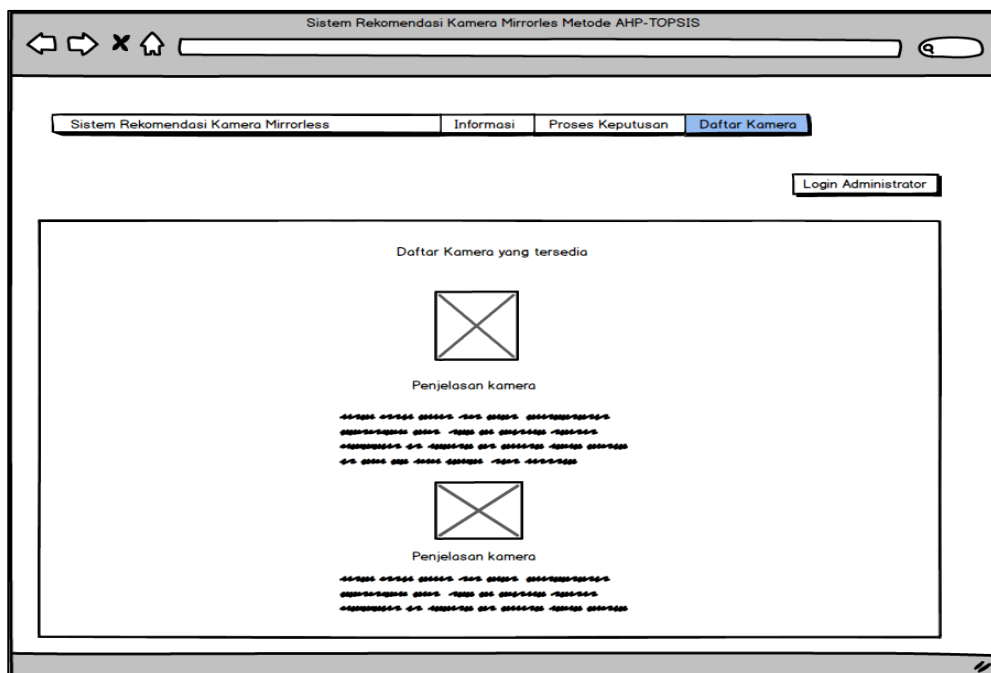 Sistem Rekomendasi Kamera Mirrorles Metode AHP-TOPSIS
Sistem Rekomendasi Kamera Mirrorless Informasi Proses Keputusan Daftar Kamera
Login Administrator
Daftar Kamera yang tersedia
Penjelasan kamera
Penjelasan kamera